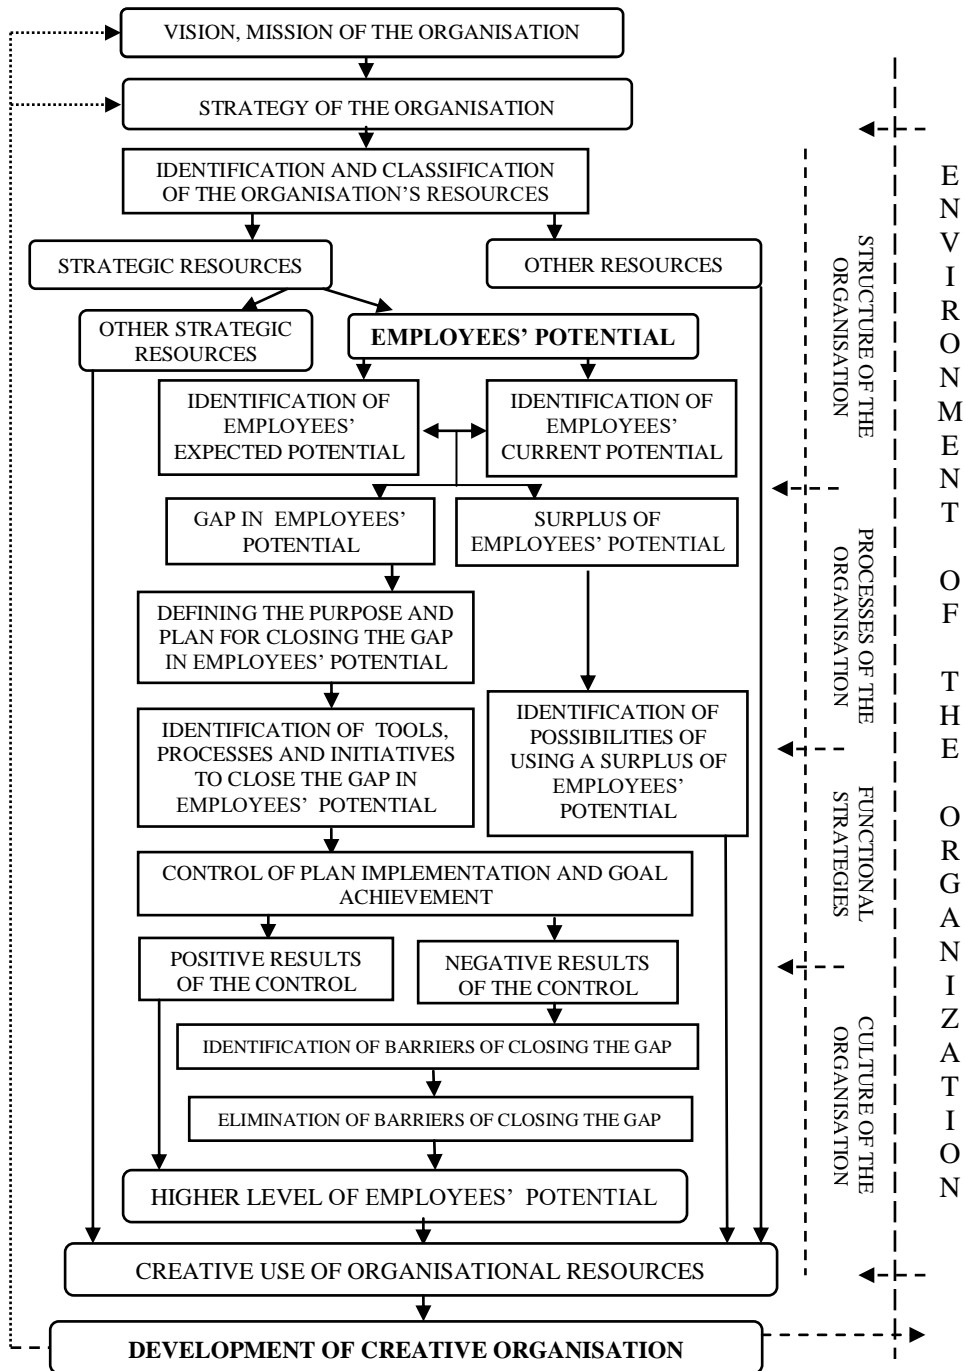 VISION, MISSION OF THE ORGANISATION
STRATEGY OF THE ORGANISATION
IDENTIFICATION AND CLASSIFICATION
OF THE ORGANISATION'S RESOURCES
STRATEGIC RESOURCES
OTHER RESOURCES
OTHER STRATEGIC
RESOURCES
EMPLOYEES' POTENTIAL
IDENTIFICATION OF
EMPLOYEES'
EXPECTED POTENTIAL
IDENTIFICATION OF
EMPLOYEES'
CURRENT POTENTIAL
GAP IN EMPLOYEES'
POTENTIAL
SURPLUS OF
EMPLOYEES' POTENTIAL
DEFINING THE PURPOSE AND
PLAN FOR CLOSING THE GAP
IN EMPLOYEES' POTENTIAL
IDENTIFICATION OF TOOLS,
PROCESSES AND INITIATIVES
TO CLOSE THE GAP IN
EMPLOYEES' POTENTIAL
IDENTIFICATION OF
POSSIBILITIES OF
USING A SURPLUS OF
EMPLOYEES'
POTENTIAL
CONTROL OF PLAN IMPLEMENTATION AND GOAL
ACHIEVEMENT
POSITIVE RESULTS
OF THE CONTROL
NEGATIVE RESULTS
OF THE CONTROL
IDENTIFICATION OF BARRIERS OF CLOSING THE GAP
ELIMINATION OF BARRIERS OF CLOSING THE GAP
HIGHER LEVEL OF EMPLOYEES' POTENTIAL
CREATIVE USE OF ORGANISATIONAL RESOURCES
DEVELOPMENT OF CREATIVE ORGANISATION
STRUCTURE OF THE
ORGANISATION
PROCESSES OF THE
ORGANISATION
FUNCTIONAL
STRATEGIES
CULTURE OF THE
ORGANISATION
ENVIRONMENT OF THE ORGANIZATION